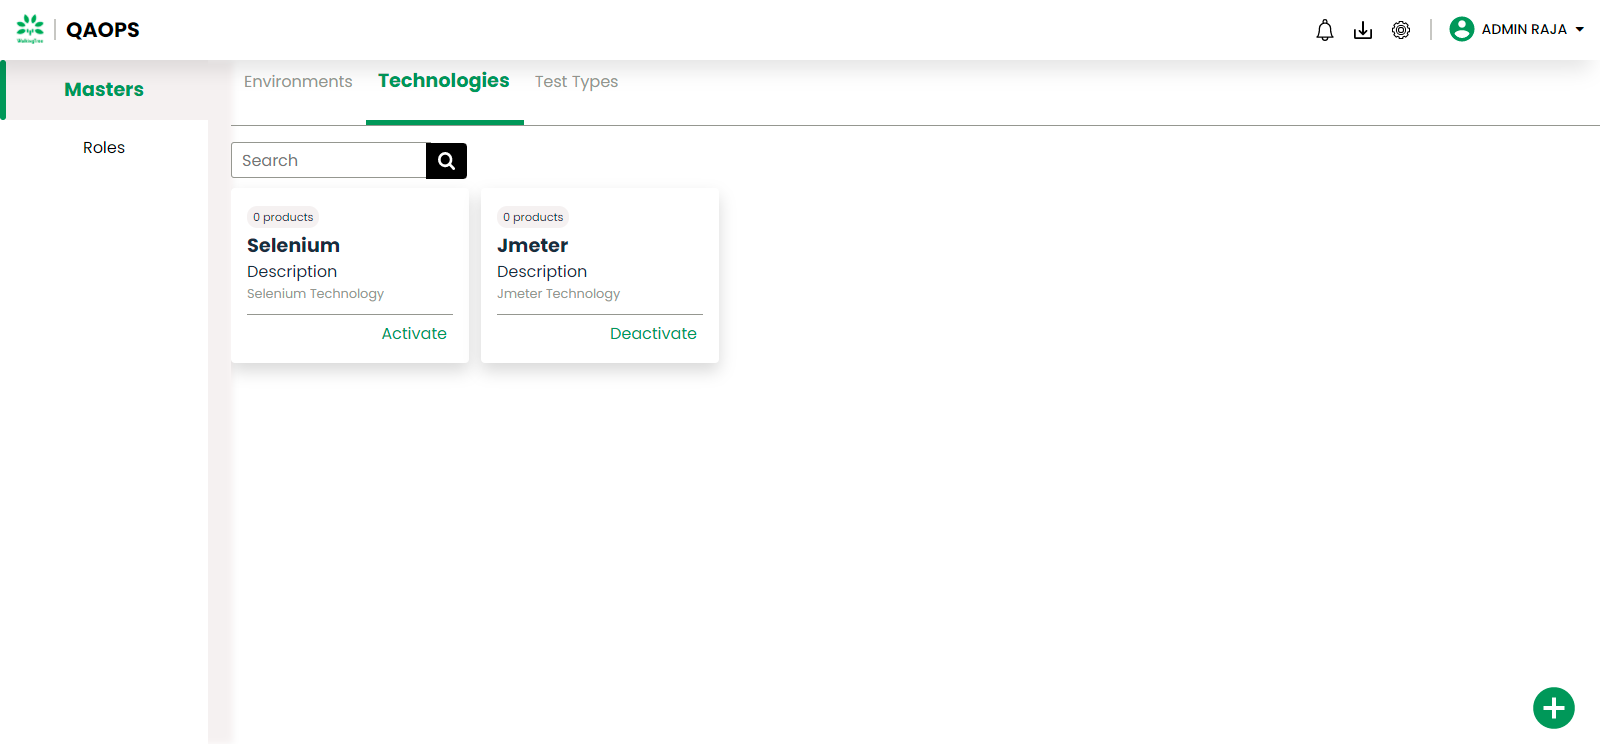 QAOPS
ADMIN RAJA
Masters
Roles
Environments
Technologies
Test Types
Search
0 products
Selenium
Description
Selenium Technology
Activate
0 products
Jmeter
Description
Jmeter Technology
Deactivate